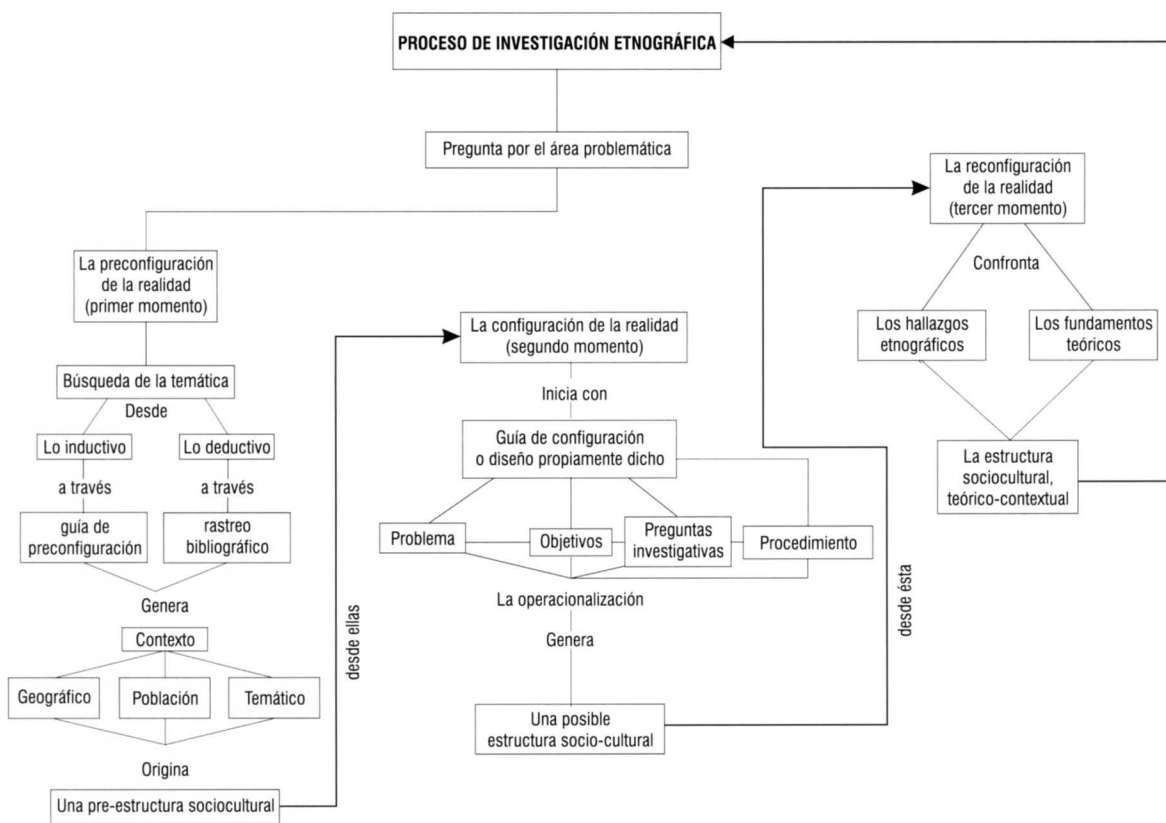 PROCESO DE INVESTIGACIÓN ETNOGRÁFICA
Pregunta por el área problemática
La preconfiguración
de la realidad
(primer momento)
Búsqueda de la temática
Desde
Lo inductivo
Lo deductivo
a través
a través
guía de
preconfiguración
rastreo
bibliográfico
Genera
Contexto
Geográfico
Población
Temático
Origina
Una pre-estructura sociocultural
desde ellas
La configuración de la realidad
(segundo momento)
Inicia con
Guía de configuración
o diseño propiamente dicho
Problema
Objetivos
Preguntas
investigativas
Procedimiento
La operacionalización
Genera
Una posible
estructura socio-cultural
desde ésta
La reconfiguración
de la realidad
(tercer momento)
Confronta
Los hallazgos
etnográficos
Los fundamentos
teóricos
La estructura
sociocultural,
teórico-contextual